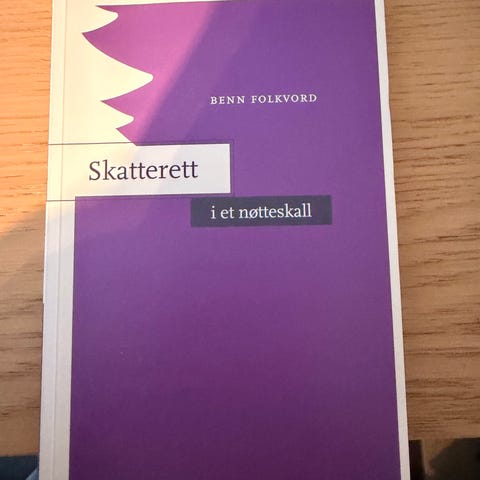 BENN FOLKVORD
Skatterett
i et nøtteskall